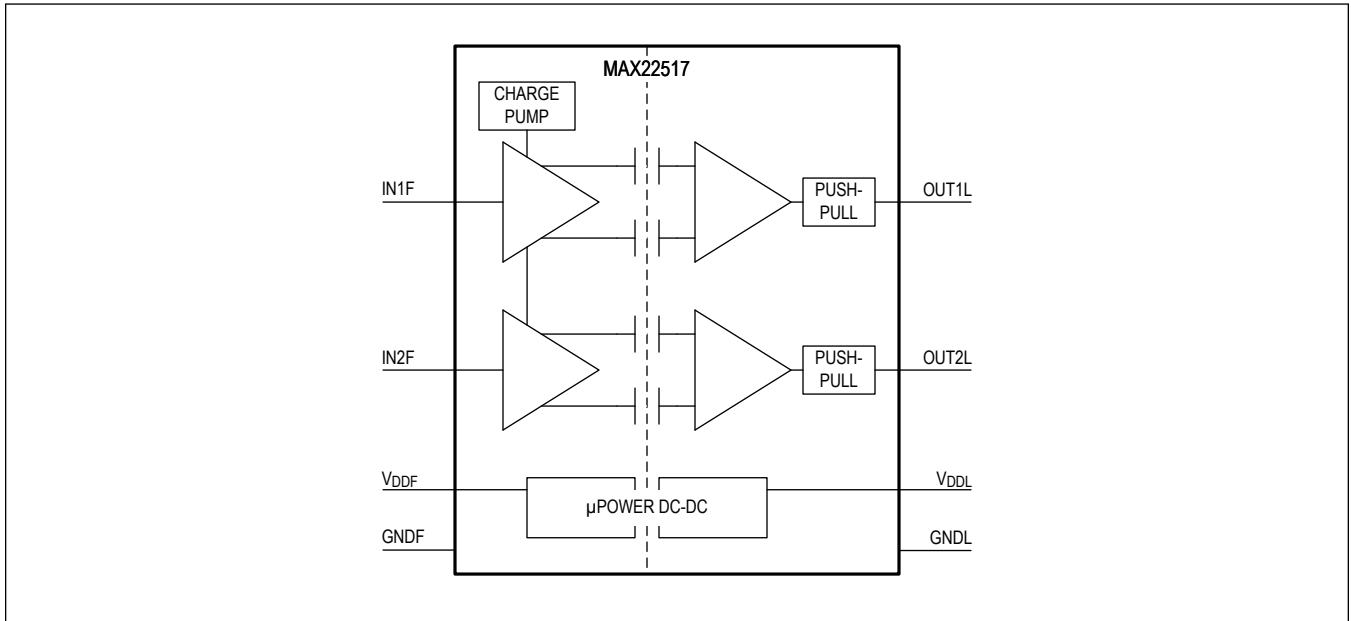 MAX22517
CHARGE
PUMP
IN1F
PUSH-
PULL
OUT1L
IN2F
PUSH-
PULL
OUT2L
VDDF
µPOWER DC-DC
VDDL
GNDF
GNDL